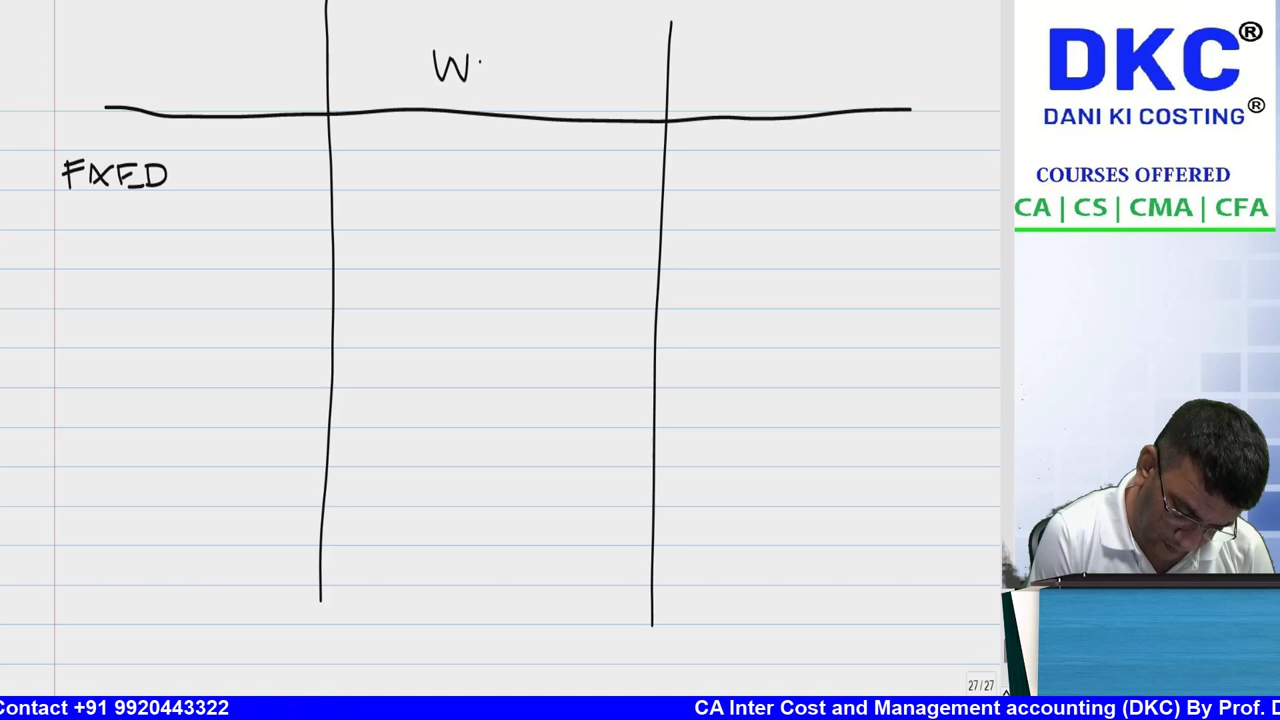 W.
FIXED
DKC®
DANI KI COSTING®
COURSES OFFERED
CA | CS | CMA | CFA
27/27
Contact +91 9920443322
CA Inter Cost and Management accounting (DKC) By Prof. D